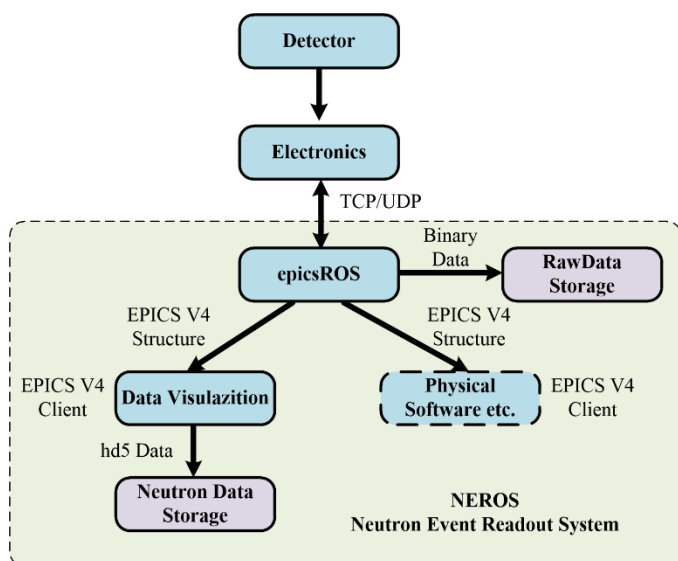 Detector
Electronics
TCP/UDP
Binary
Data
epicsROS
RawData
Storage
EPICS V4
Structure
EPICS V4
Structure
EPICS V4
Client
Data Visulazition
Physical
Software etc.
EPICS V4
Client
hd5 Data
Neutron Data
Storage
NEROS
Neutron Event Readout System